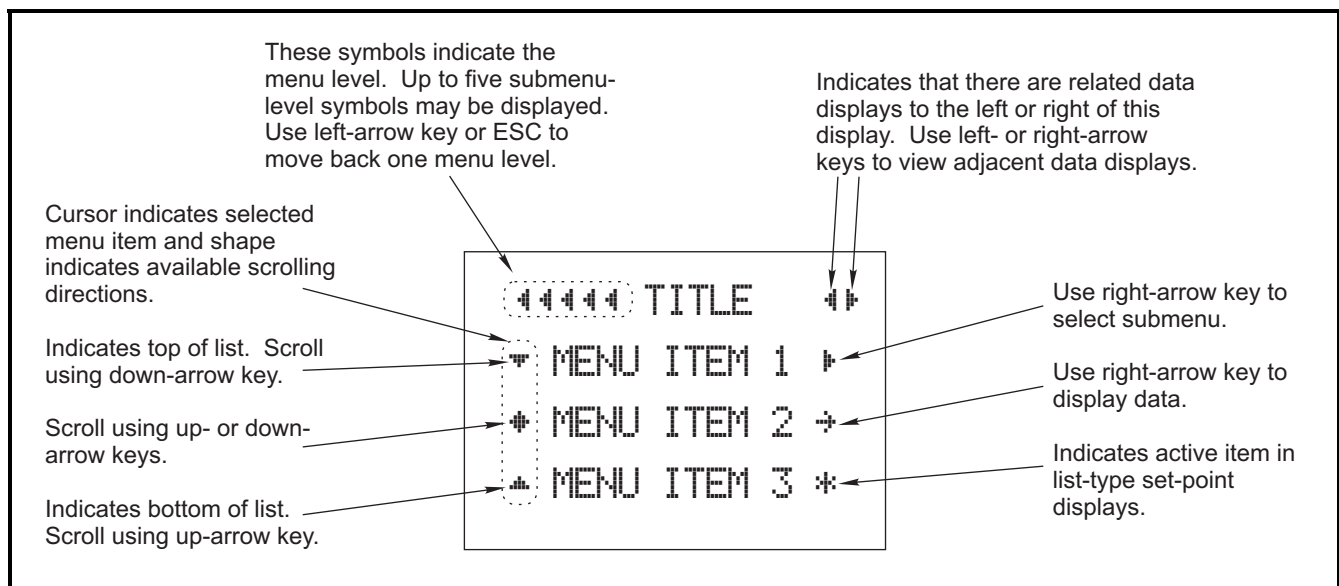 These symbols indicate the
menu level. Up to five submenu-
level symbols may be displayed.
Use left-arrow key or ESC to
move back one menu level.
Indicates that there are related data
displays to the left or right of this
display. Use left- or right-arrow
keys to view adjacent data displays.
Cursor indicates selected
menu item and shape
indicates available scrolling
directions.
Indicates top of list. Scroll
using down-arrow key.
Scroll using up- or down-
arrow keys.
Indicates bottom of list.
Scroll using up-arrow key.
TITLE
MENU ITEM 1
MENU ITEM 2
MENU ITEM 3
Use right-arrow key to
select submenu.
Use right-arrow key to
display data.
Indicates active item in
list-type set-point
displays.